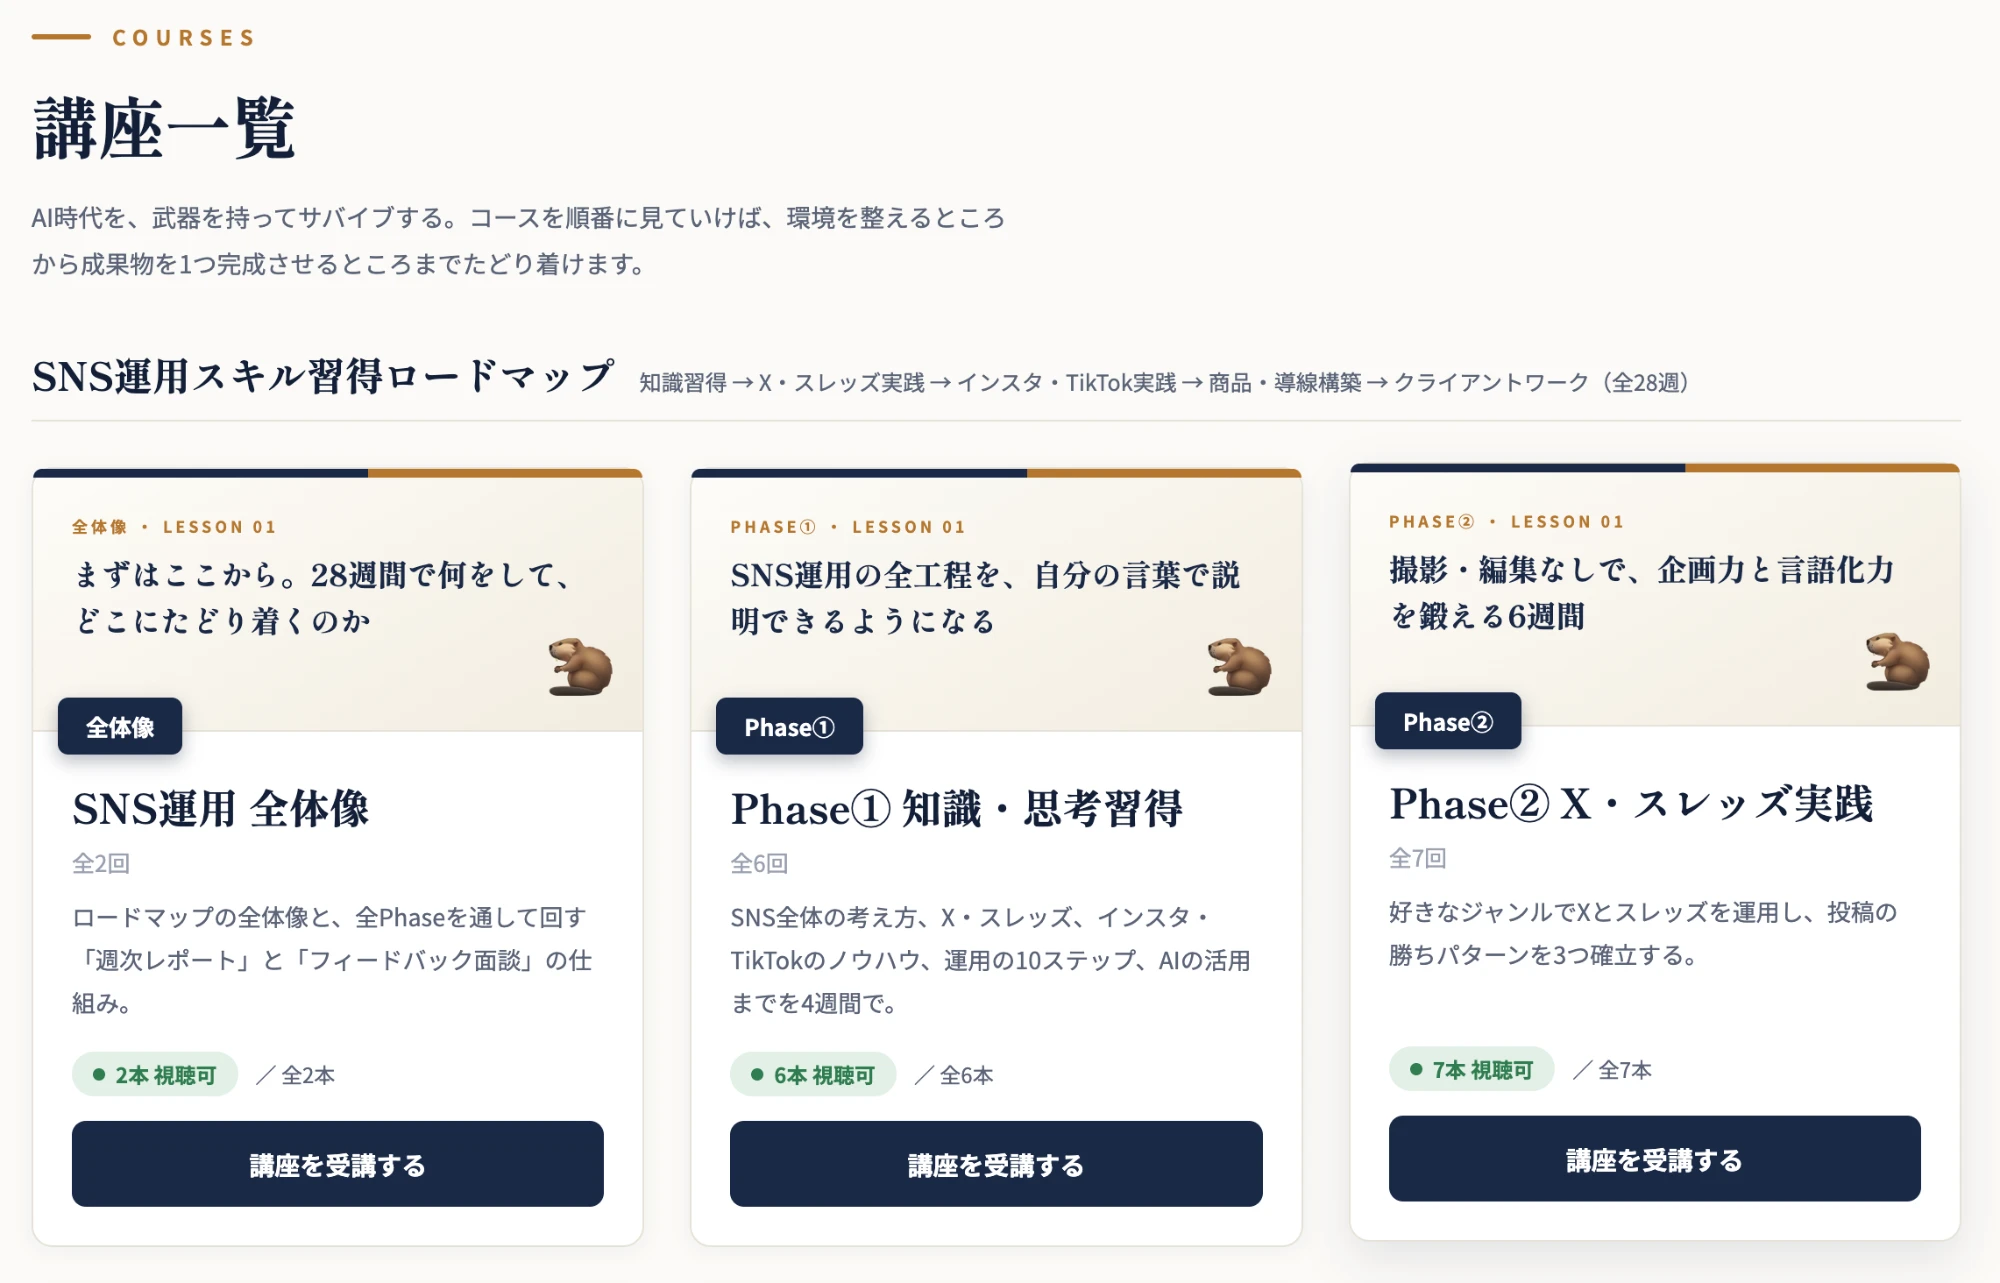 COURSES
講座一覧
AI時代を、武器を持ってサバイブする。コースを順番に見ていけば、環境を整えるところ
から成果物を1つ完成させるところまでたどり着けます。
SNS運用スキル習得ロードマップ
知識習得 → X・スレッズ実践 → インスタ・TikTok実践 → 商品・導線構築 → クライアントワーク（全28週）
全体像 ・ LESSON 01
まずはここから。28週間で何をして、
どこにたどり着くのか
全体像
SNS運用 全体像
全2回
ロードマップの全体像と、全Phaseを通して回す
「週次レポート」と「フィードバック面談」の仕
組み。
2本 視聴可
／ 全2本
講座を受講する
PHASE① ・ LESSON 01
SNS運用の全工程を、自分の言葉で説
明できるようになる
Phase①
Phase① 知識・思考習得
全6回
SNS全体の考え方、X・スレッズ、インスタ・
TikTokのノウハウ、運用の10ステップ、AIの活用
までを4週間で。
6本 視聴可
／ 全6本
講座を受講する
PHASE② ・ LESSON 01
撮影・編集なしで、企画力と言語化力
を鍛える6週間
Phase②
Phase② X・スレッズ実践
全7回
好きなジャンルでXとスレッズを運用し、投稿の
勝ちパターンを3つ確立する。
7本 視聴可
／ 全7本
講座を受講する